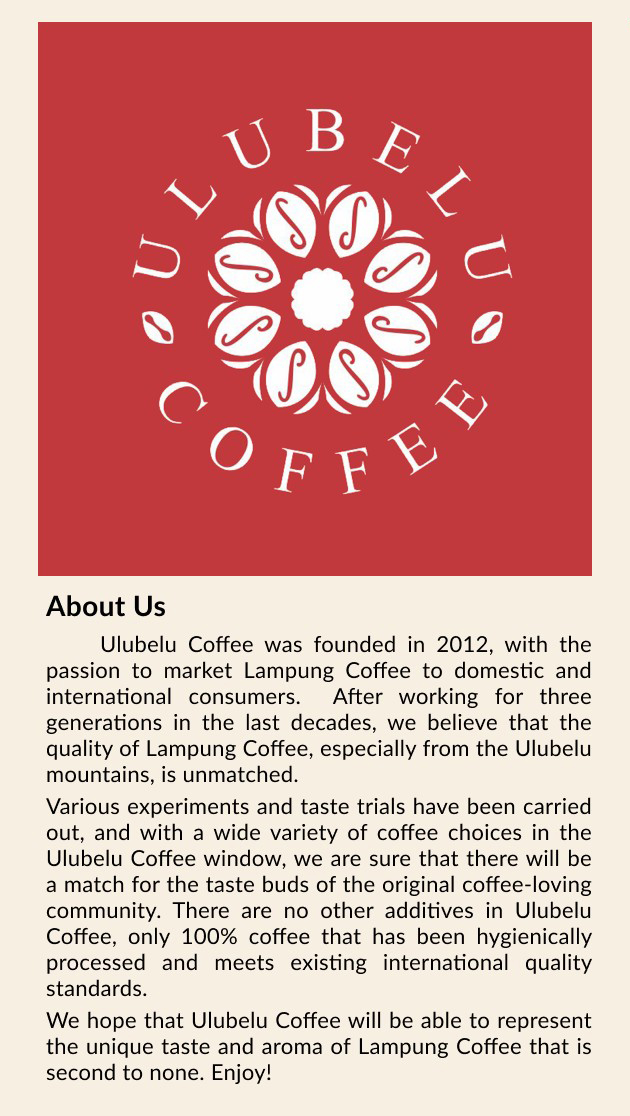 ULUBELU
COFFEE
About Us
Ulubelu Coffee was founded in 2012, with the
passion to market Lampung Coffee to domestic and
international consumers. After working for three
generations in the last decades, we believe that the
quality of Lampung Coffee, especially from the Ulubelu
mountains, is unmatched.
Various experiments and taste trials have been carried
out, and with a wide variety of coffee choices in the
Ulubelu Coffee window, we are sure that there will be
a match for the taste buds of the original coffee-loving
community. There are no other additives in Ulubelu
Coffee, only 100% coffee that has been hygienically
processed and meets existing international quality
standards.
We hope that Ulubelu Coffee will be able to represent
the unique taste and aroma of Lampung Coffee that is
second to none. Enjoy!